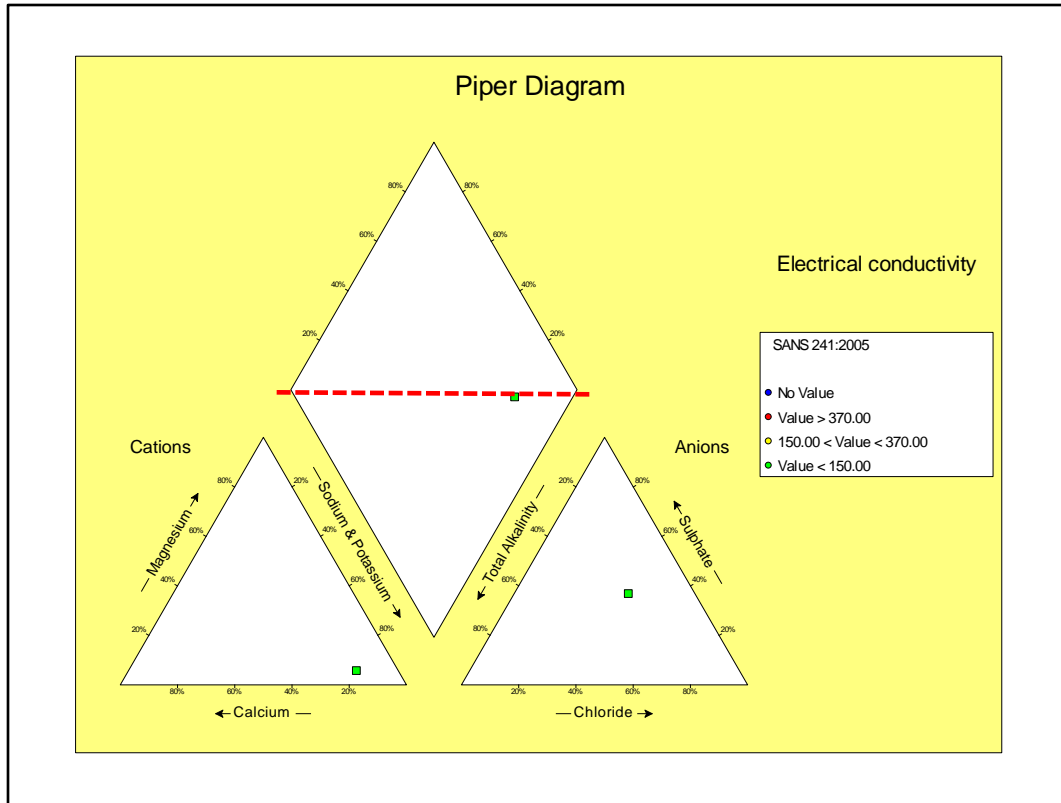 Piper Diagram
80%
80%
60%
60%
40%
40%
20%
20%
Electrical conductivity
SANS 241:2005
No Value
Value > 370.00
150.00 < Value < 370.00
Value < 150.00
Cations
Anions
Magnesium
Sodium & Potassium
Total Alkalinity
Sulphate
80%
20%
20%
80%
60%
40%
40%
60%
40%
60%
60%
40%
20%
80%
80%
20%
80%
60%
40%
20%
20%
40%
60%
80%
Calcium
Chloride